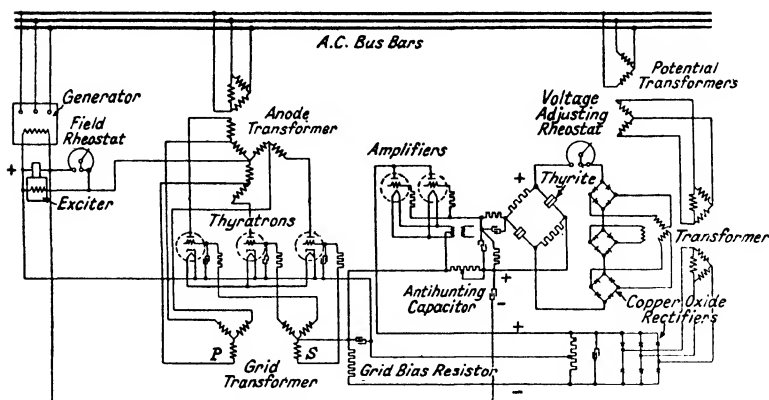 A.C. Bus Bars
Generator
Field
Rheostat
+
Exciter
Anode
Transformer
Thyratrons
P
S
Grid
Transformer
Amplifiers
Antihunting
Capacitor
+
-
+
Grid Bias Resistor
-
Potential
Transformers
Voltage
Adjusting
Rheostat
+
Thyrite
Transformer
Copper Oxide
Rectifiers